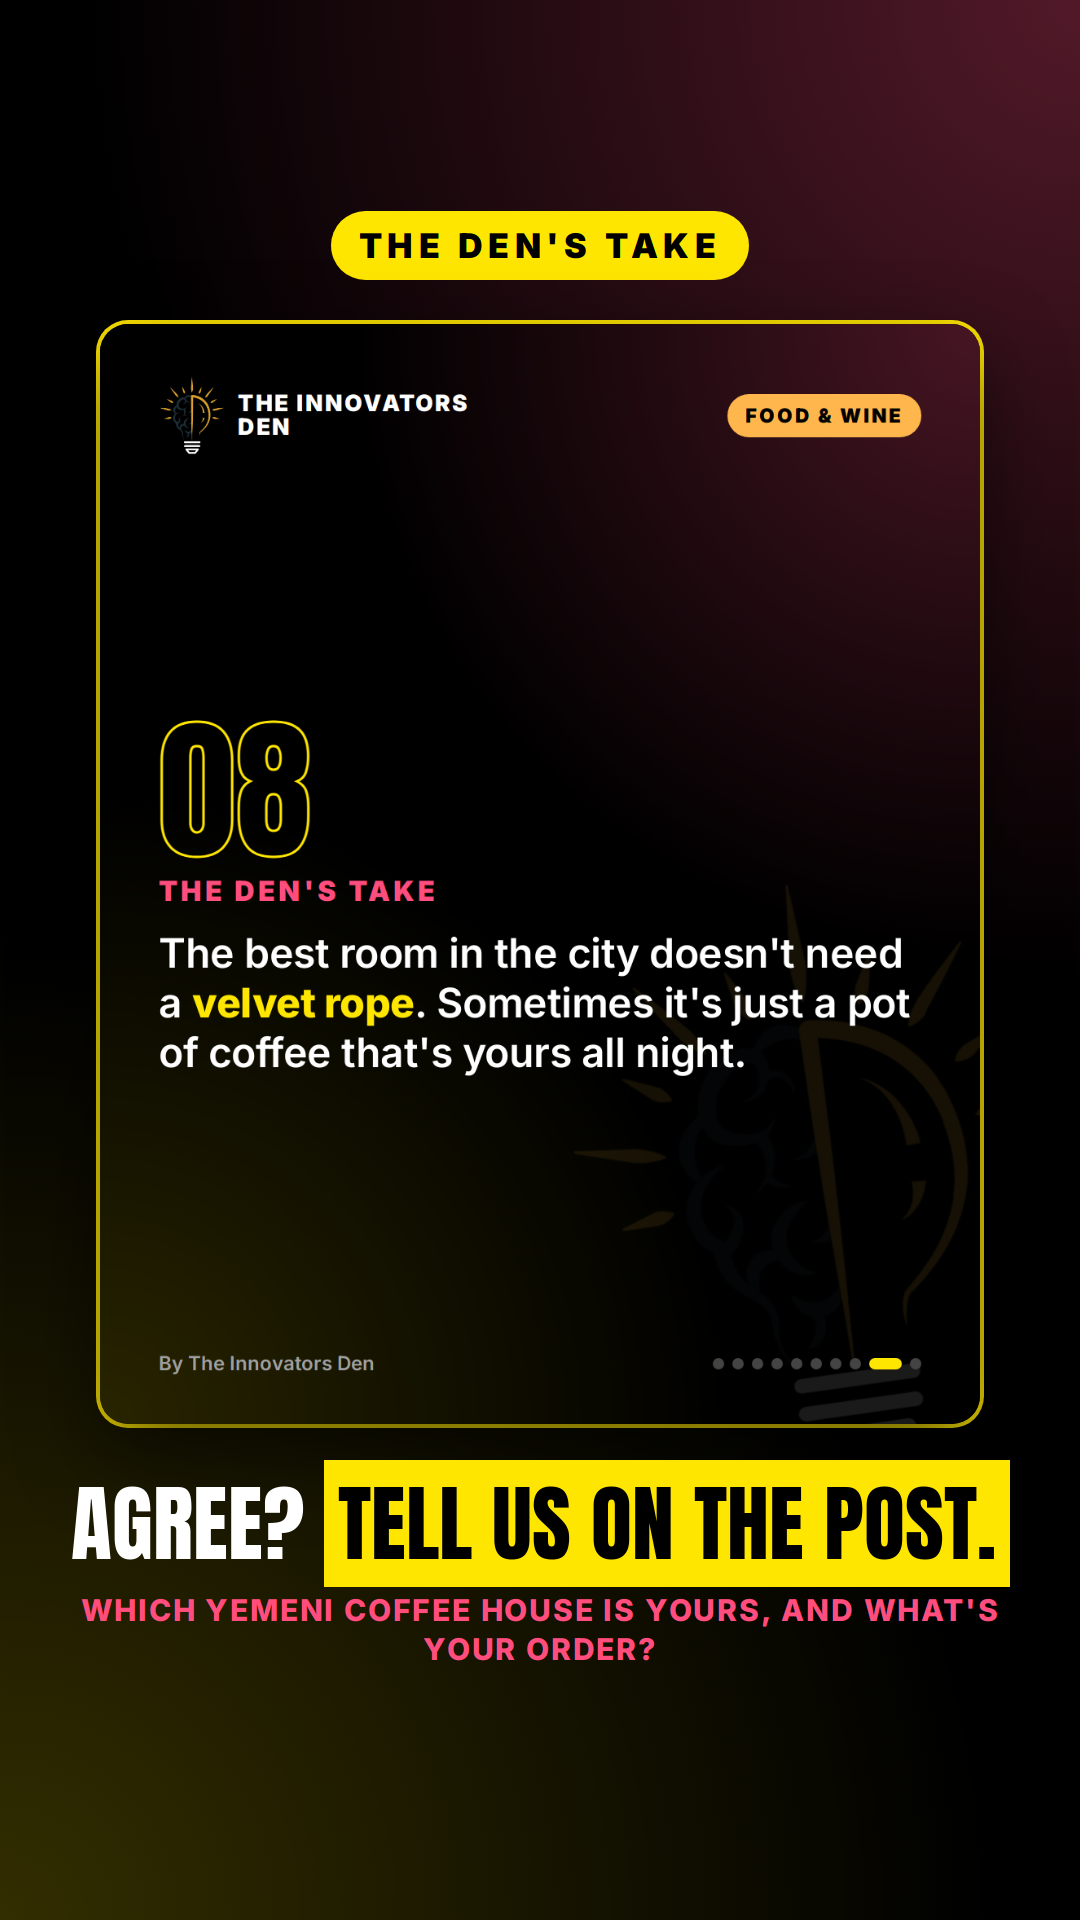 THE DEN'S TAKE
THE INNOVATORS
DEN
FOOD & WINE
08
THE DEN'S TAKE
The best room in the city doesn't need
a velvet rope. Sometimes it's just a pot
of coffee that's yours all night.
By The Innovators Den
AGREE? TELL US ON THE POST.
WHICH YEMENI COFFEE HOUSE IS YOURS, AND WHAT'S
YOUR ORDER?